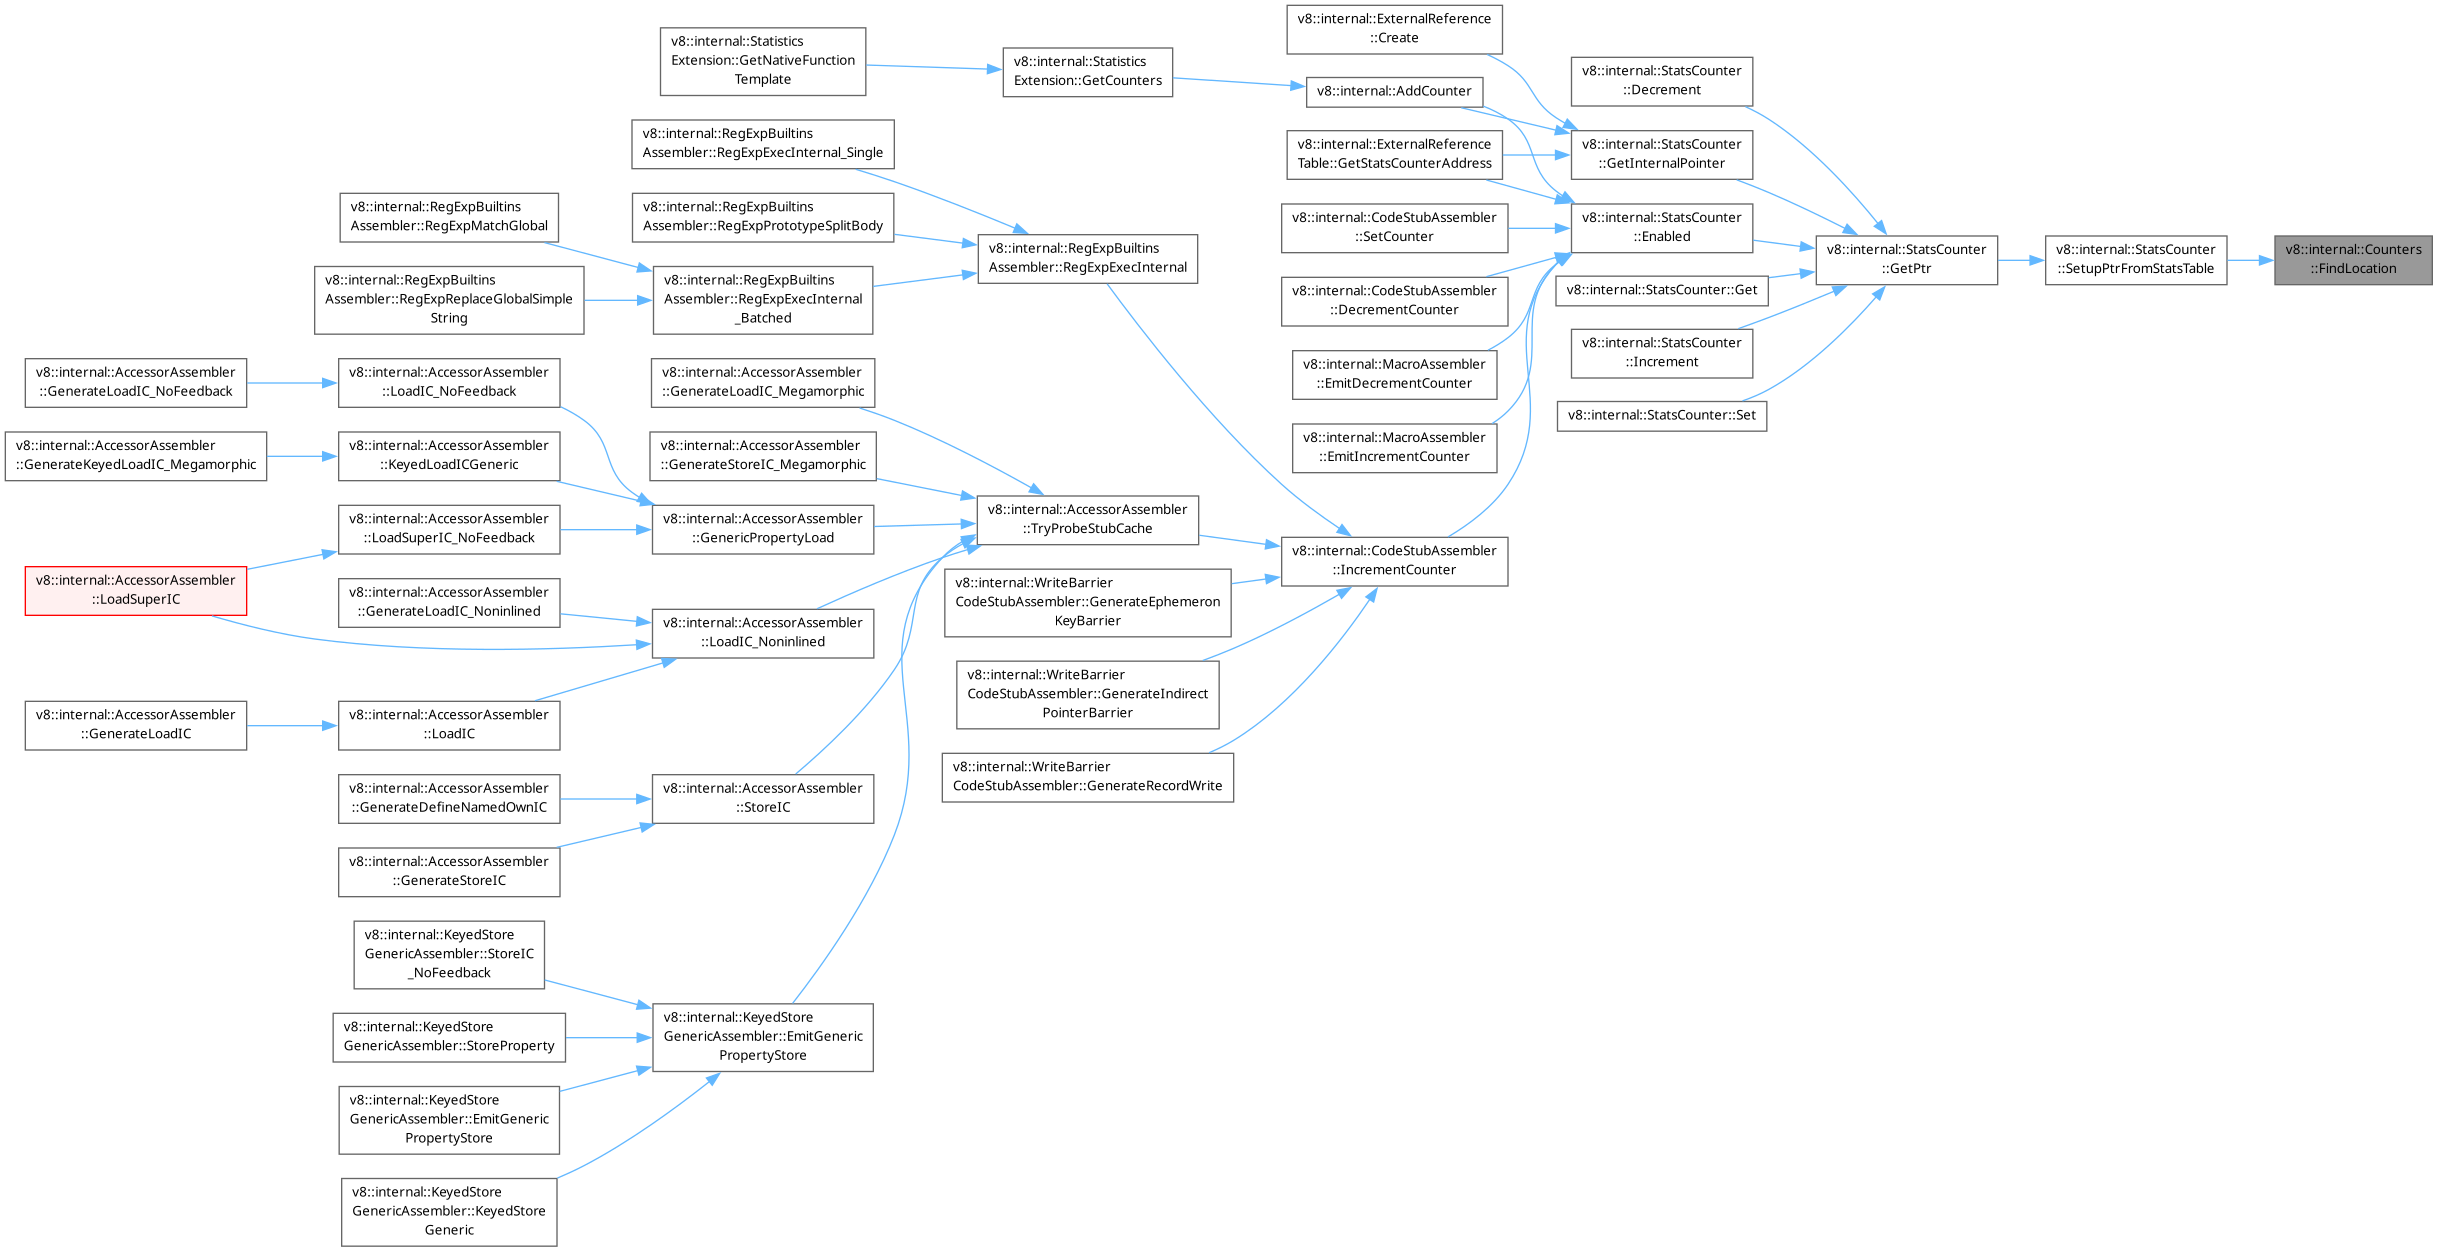 v8::internal::ExternalReference
::Create
v8::internal::Statistics
Extension::GetNativeFunction
Template
v8::internal::Statistics
Extension::GetCounters
v8::internal::AddCounter
v8::internal::StatsCounter
::Decrement
v8::internal::RegExpBuiltins
Assembler::RegExpExecInternal_Single
v8::internal::ExternalReference
Table::GetStatsCounterAddress
v8::internal::StatsCounter
::GetInternalPointer
v8::internal::RegExpBuiltins
Assembler::RegExpMatchGlobal
v8::internal::RegExpBuiltins
Assembler::RegExpPrototypeSplitBody
v8::internal::CodeStubAssembler
::SetCounter
v8::internal::StatsCounter
::Enabled
v8::internal::RegExpBuiltins
Assembler::RegExpExecInternal
v8::internal::StatsCounter
::GetPtr
v8::internal::StatsCounter
::SetupPtrFromStatsTable
v8::internal::Counters
::FindLocation
v8::internal::RegExpBuiltins
Assembler::RegExpReplaceGlobalSimple
String
v8::internal::RegExpBuiltins
Assembler::RegExpExecInternal
_Batched
v8::internal::CodeStubAssembler
::DecrementCounter
v8::internal::StatsCounter::Get
v8::internal::StatsCounter
::Increment
v8::internal::AccessorAssembler
::GenerateLoadIC_NoFeedback
v8::internal::AccessorAssembler
::LoadIC_NoFeedback
v8::internal::AccessorAssembler
::GenerateLoadIC_Megamorphic
v8::internal::MacroAssembler
::EmitDecrementCounter
v8::internal::StatsCounter::Set
v8::internal::AccessorAssembler
::GenerateKeyedLoadIC_Megamorphic
v8::internal::AccessorAssembler
::KeyedLoadICGeneric
v8::internal::AccessorAssembler
::GenerateStoreIC_Megamorphic
v8::internal::MacroAssembler
::EmitIncrementCounter
v8::internal::AccessorAssembler
::LoadSuperIC_NoFeedback
v8::internal::AccessorAssembler
::GenericPropertyLoad
v8::internal::AccessorAssembler
::TryProbeStubCache
v8::internal::CodeStubAssembler
::IncrementCounter
v8::internal::AccessorAssembler
::LoadSuperIC
v8::internal::AccessorAssembler
::GenerateLoadIC_Noninlined
v8::internal::AccessorAssembler
::LoadIC_Noninlined
v8::internal::WriteBarrier
CodeStubAssembler::GenerateEphemeron
KeyBarrier
v8::internal::WriteBarrier
CodeStubAssembler::GenerateIndirect
PointerBarrier
v8::internal::AccessorAssembler
::GenerateLoadIC
v8::internal::AccessorAssembler
::LoadIC
v8::internal::WriteBarrier
CodeStubAssembler::GenerateRecordWrite
v8::internal::AccessorAssembler
::GenerateDefineNamedOwnIC
v8::internal::AccessorAssembler
::StoreIC
v8::internal::AccessorAssembler
::GenerateStoreIC
v8::internal::KeyedStore
GenericAssembler::StoreIC
_NoFeedback
v8::internal::KeyedStore
GenericAssembler::StoreProperty
v8::internal::KeyedStore
GenericAssembler::EmitGeneric
PropertyStore
v8::internal::KeyedStore
GenericAssembler::EmitGeneric
PropertyStore
v8::internal::KeyedStore
GenericAssembler::KeyedStore
Generic